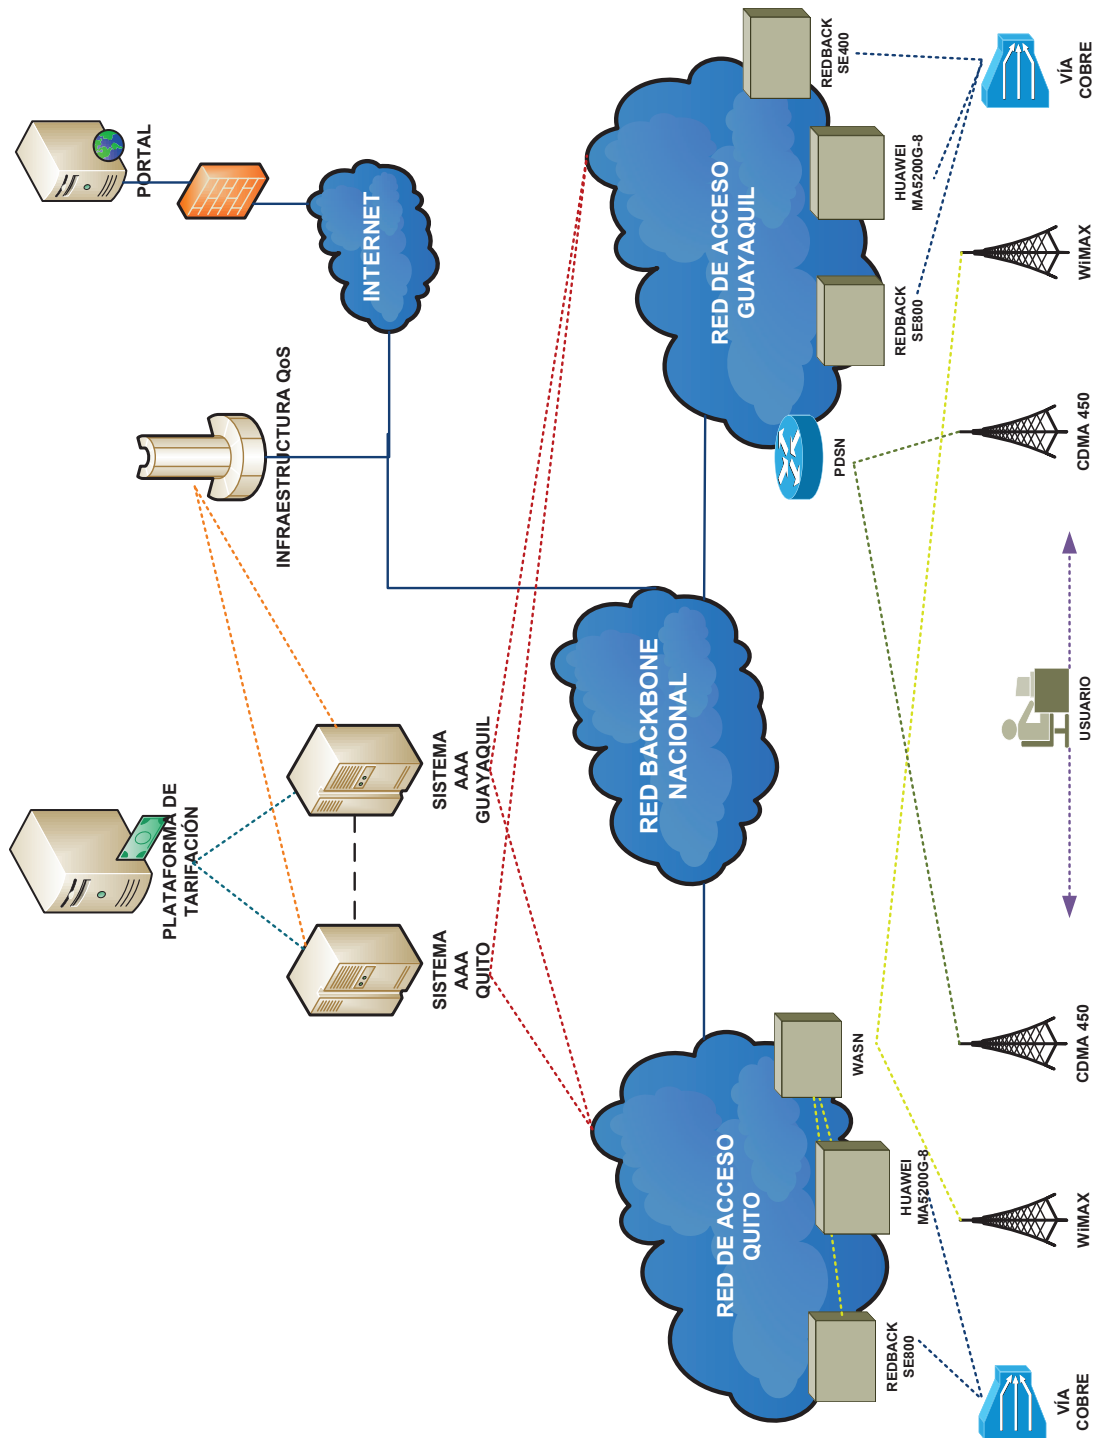 PLATAFORMA DE
TARIFACIÓN
INFRAESTRUCTURA QoS
PORTAL
INTERNET
SISTEMA
AAA
QUITO
SISTEMA
AAA
GUAYAQUIL
RED BACKBONE
NACIONAL
RED DE ACCESO
QUITO
RED DE ACCESO
GUAYAQUIL
REDBACK
SE800
HUAWEI
MA5200G-8
WASN
PDSN
REDBACK
SE800
HUAWEI
MA5200G-8
REDBACK
SE400
VÍA
COBRE
WiMAX
CDMA 450
USUARIO
CDMA 450
WiMAX
VÍA
COBRE